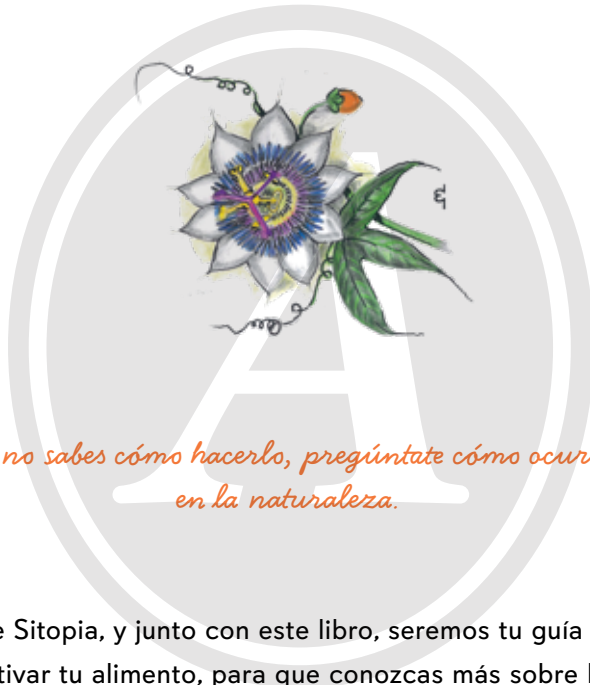 no sabes cómo hacerlo, pregúntate cómo ocur
en la naturaleza.
Sitopia, y junto con este libro, seremos tu guía
tivar tu alimento, para que conozcas más sobre